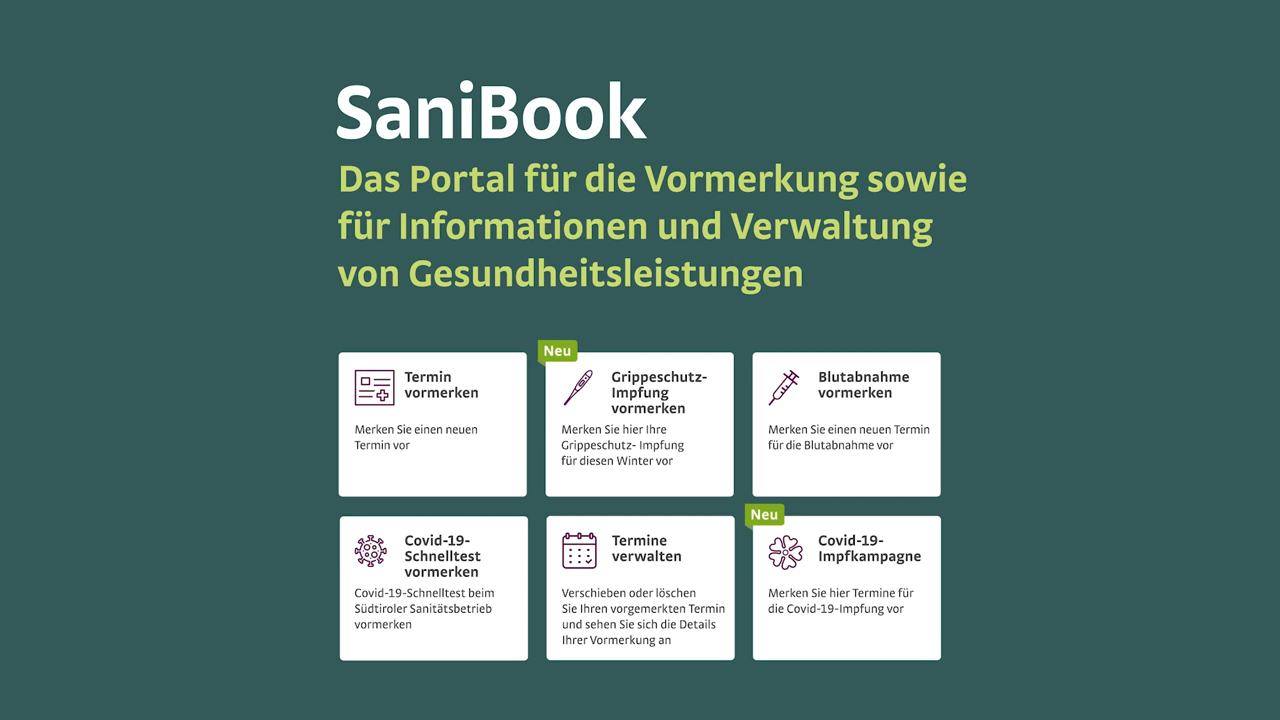 SaniBook
Das Portal für die Vormerkung sowie
für Informationen und Verwaltung
von Gesundheitsleistungen
Termin
vormerken
Merken Sie einen neuen
Termin vor
Neu
Grippeschutz-
Impfung
vormerken
Merken Sie hier Ihre
Grippeschutz- Impfung
für diesen Winter vor
Blutabnahme
vormerken
Merken Sie einen neuen Termin
für die Blutabnahme vor
Covid-19-
Schnelltest
vormerken
Covid-19-Schnelltest beim
Südtiroler Sanitätsbetrieb
vormerken
Termine
verwalten
Verschieben oder löschen
Sie Ihren vorgemerkten Termin
und sehen Sie sich die Details
Ihrer Vormerkung an
Neu
Covid-19-
Impfkampagne
Merken Sie hier Termine für
die Covid-19-Impfung vor